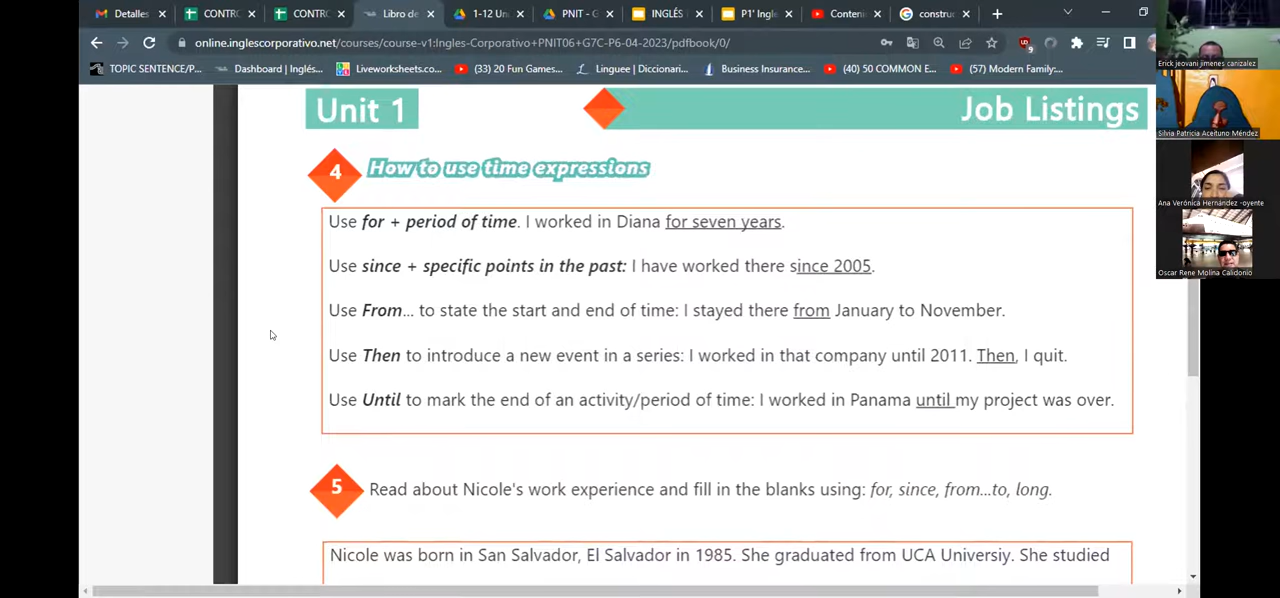 Detalles
CONTRO
CONTRO
Libro de
1-12 Un
PNIT - G
INGLÉS
P1' Ingle
Conteni
construc
online.inglescorporativo.net/courses/course-v1:Ingles-Corporativo+PNIT06+G7C-P6-04-2023/pdfbook/0/
9
TOPIC SENTENCE/P...
Dashboard | Inglés...
Liveworksheets.co...
(33) 20 Fun Games...
Linguee | Diccionari...
Business Insurance...
(40) 50 COMMON E...
(57) Modern Family:...
Erick jeovani jimenes canizalez
Silvia Patricia Aceituno Méndez
Ana Verónica Hernández -oyente
Oscar Rene Molina Calidonio
Unit 1
Job Listings
4
How to use time expressions
Use for + period of time. I worked in Diana for seven years.
Use since + specific points in the past: I have worked there since 2005.
Use From... to state the start and end of time: I stayed there from January to November.
Use Then to introduce a new event in a series: I worked in that company until 2011. Then, I quit.
Use Until to mark the end of an activity/period of time: I worked in Panama until my project was over.
5
Read about Nicole's work experience and fill in the blanks using: for, since, from...to, long.
Nicole was born in San Salvador, El Salvador in 1985. She graduated from UCA Universiy. She studied